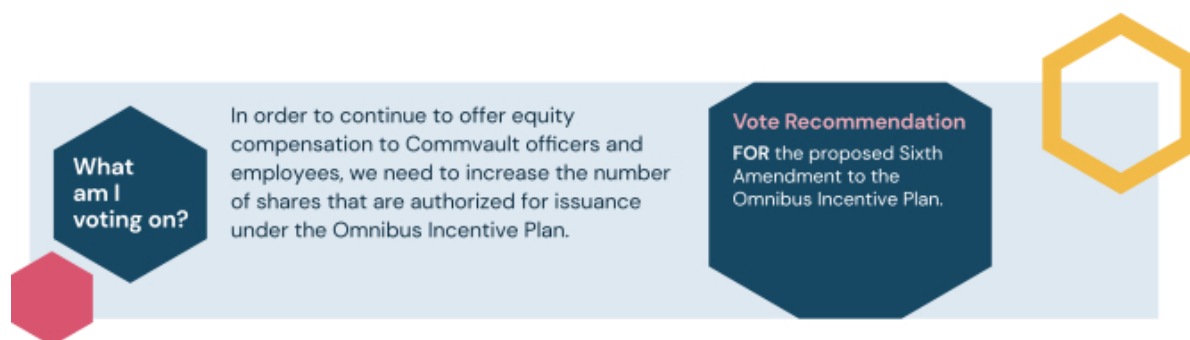 What
am I
voting on?
In order to continue to offer equity
compensation to Commvault officers and
employees, we need to increase the number
of shares that are authorized for issuance
under the Omnibus Incentive Plan.
Vote Recommendation
FOR the proposed Sixth
Amendment to the
Omnibus Incentive Plan.